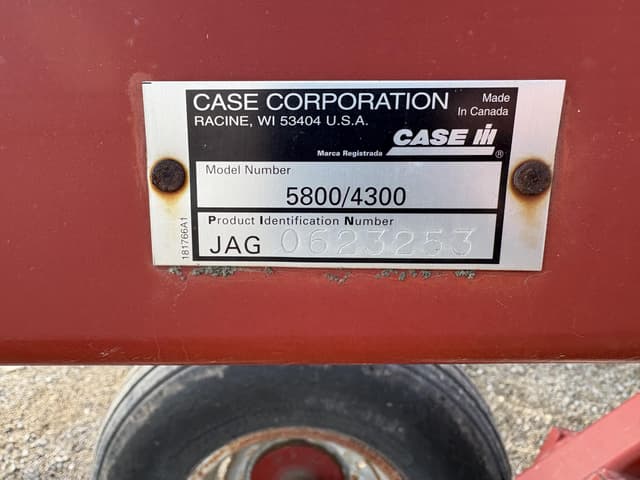 CASE CORPORATION
RACINE, WI 53404 U.S.A.
Made
In Canada
CASE IH
Marca Registrada
®
Model Number
5800/4300
Product Identification Number
JAG 0623253
181766A1